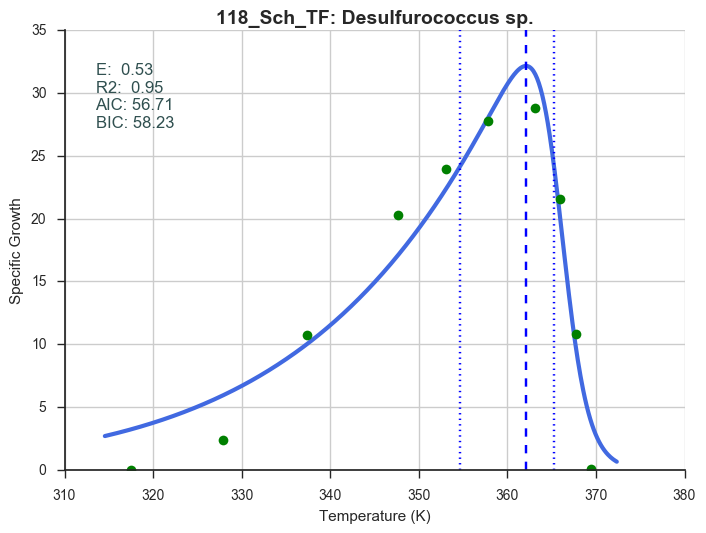 118_Sch_TF: Desulfurococcus sp.
E:  0.53
R2:  0.95
AIC: 56.71
BIC: 58.23
Specific Growth
35
30
25
20
15
10
5
0
310 320 330 340 350 360 370 380
Temperature (K)